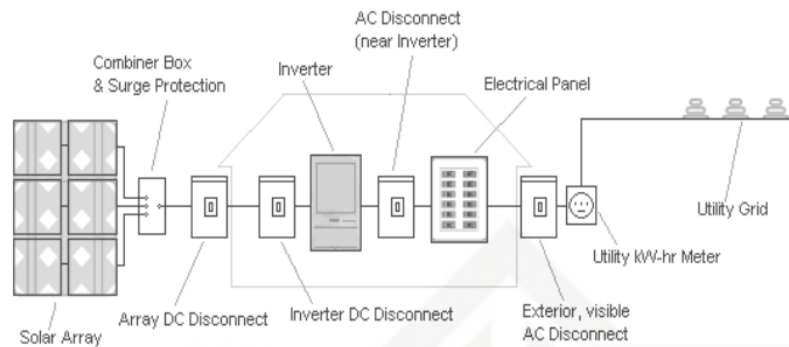 AC Disconnect
(near Inverter)
Combiner Box
& Surge Protection
Inverter
Electrical Panel
Utility Grid
Utility kW-hr Meter
Solar Array
Array DC Disconnect
Inverter DC Disconnect
Exterior, visible
AC Disconnect